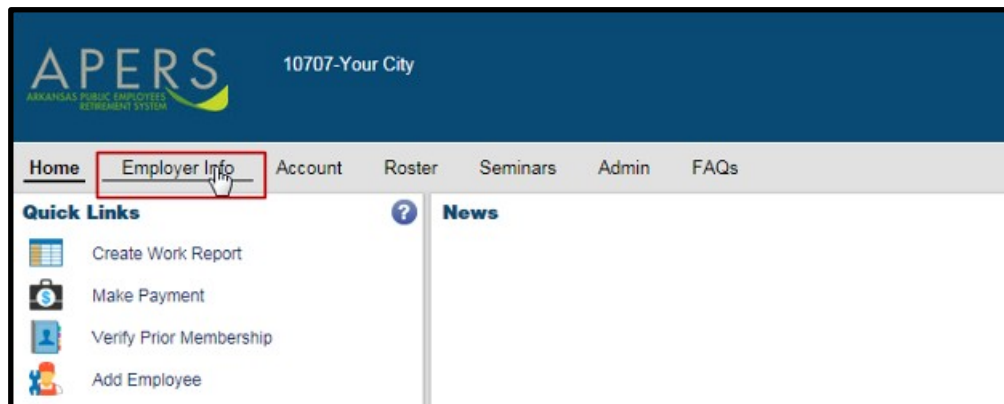 APERS
ARKANSAS PUBLIC EMPLOYEES
RETIREMENT SYSTEM
10707-Your City
Home Employer Info Account Roster Seminars Admin FAQs
Quick Links ?
News
Create Work Report
Make Payment
Verify Prior Membership
Add Employee